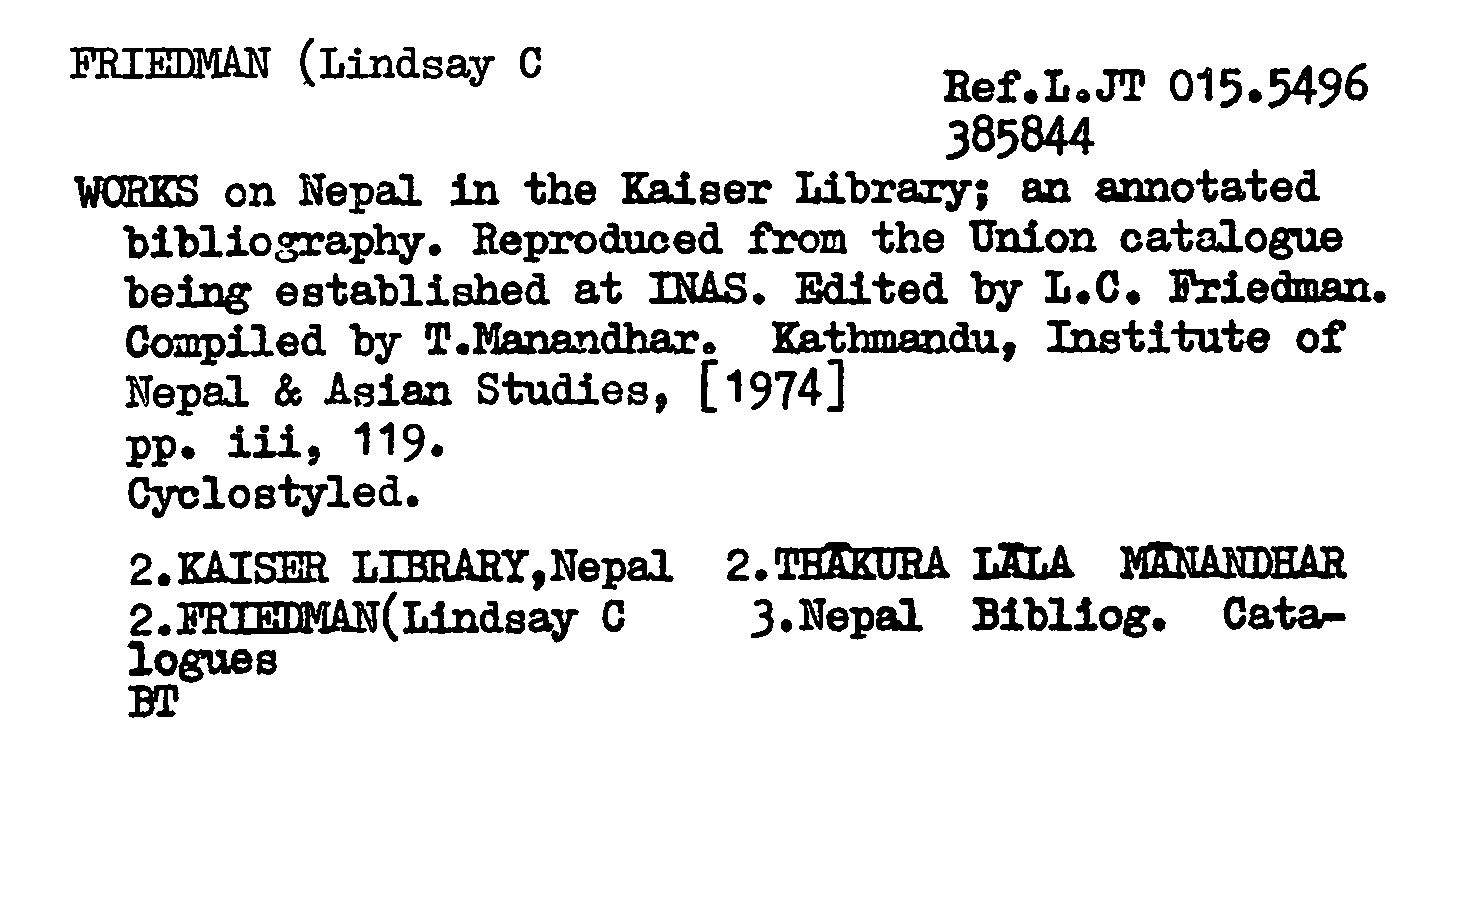 FRIEDMAN (Lindsay C
Ref.L.JT 015.5496
385844
WORKS on Nepal in the Kaiser Library; an annotated
bibliography. Reproduced from the Union catalogue
being established at INAS. Edited by L.C. Friedman.
Compiled by T.Manandhar. Kathmandu, Institute of
Nepal & Asian Studies, [1974]
pp. iii, 119.
Cyclostyled.
2.KAISER LIBRARY,Nepal 2.THĀKURA LĀLA MĀNANDHAR
2.FRIEDMAN(Lindsay C 3.Nepal Bibliog. Cata-
logues
BT